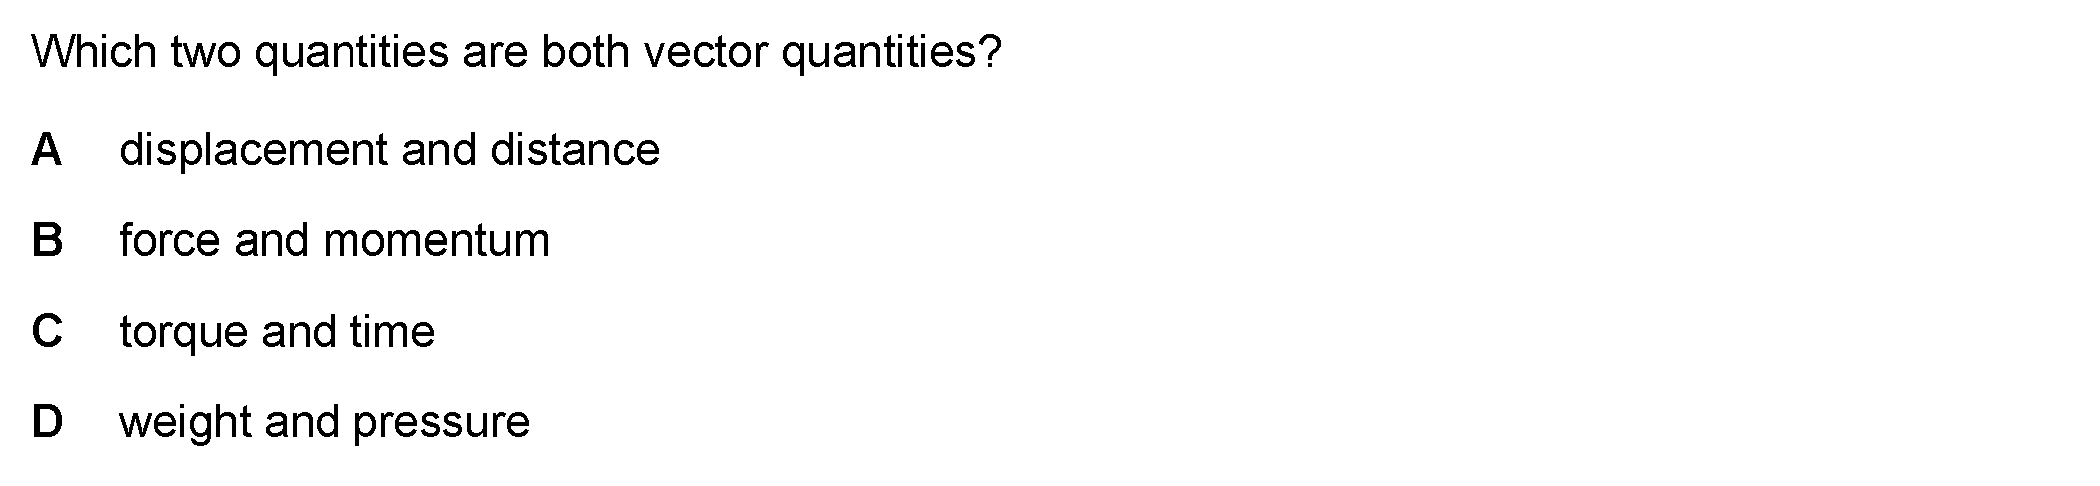 Which two quantities are both vector quantities?
A displacement and distance
B force and momentum
C torque and time
D weight and pressure